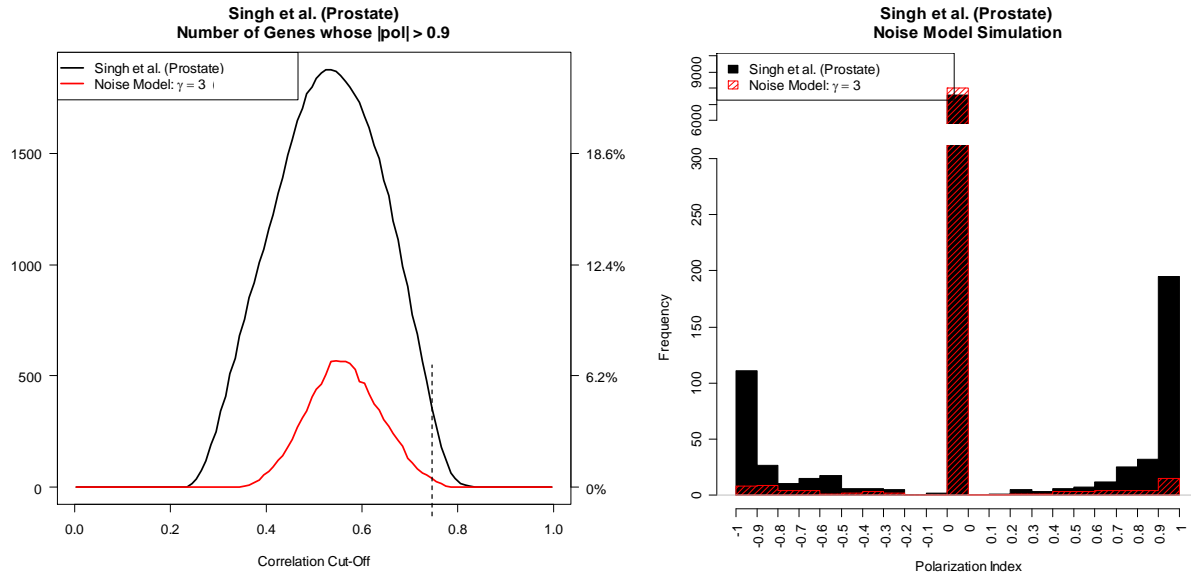 Singh et al. (Prostate)
Number of Genes whose |pol| > 0.9
Singh et al. (Prostate)
Noise Model: γ = 3 (
1500
1000
500
0
18.6%
12.4%
6.2%
0%
0.0 0.2 0.4 0.6 0.8 1.0
Correlation Cut-Off
Singh et al. (Prostate)
Noise Model Simulation
Singh et al. (Prostate)
Noise Model: γ = 3
9000
6000
300
250
200
150
100
50
0
Frequency
-1 -0.9 -0.8 -0.7 -0.6 -0.5 -0.4 -0.3 -0.2 0 0 0.1 0.2 0.3 0.4 0.5 0.6 0.7 0.8 0.9 1
Polarization Index